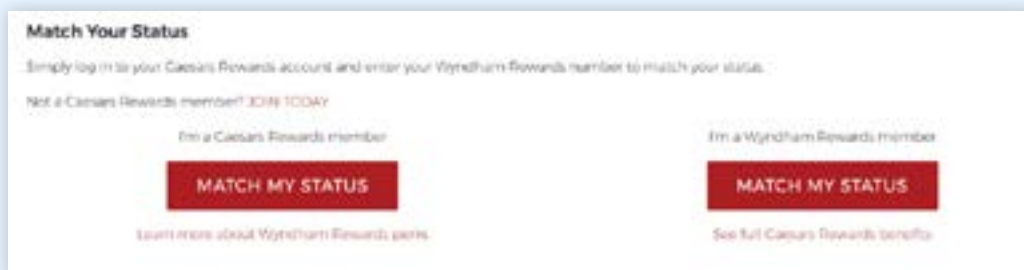 Match Your Status
Simply log in to your Caesars Rewards account and enter your Wyndham Rewards number to match your status.
Not a Caesars Rewards member? JOIN TODAY
I'm a Caesars Rewards member
I'm a Wyndham Rewards member
MATCH MY STATUS
MATCH MY STATUS
Learn more about Wyndham Rewards perks
See full Caesars Rewards benefits